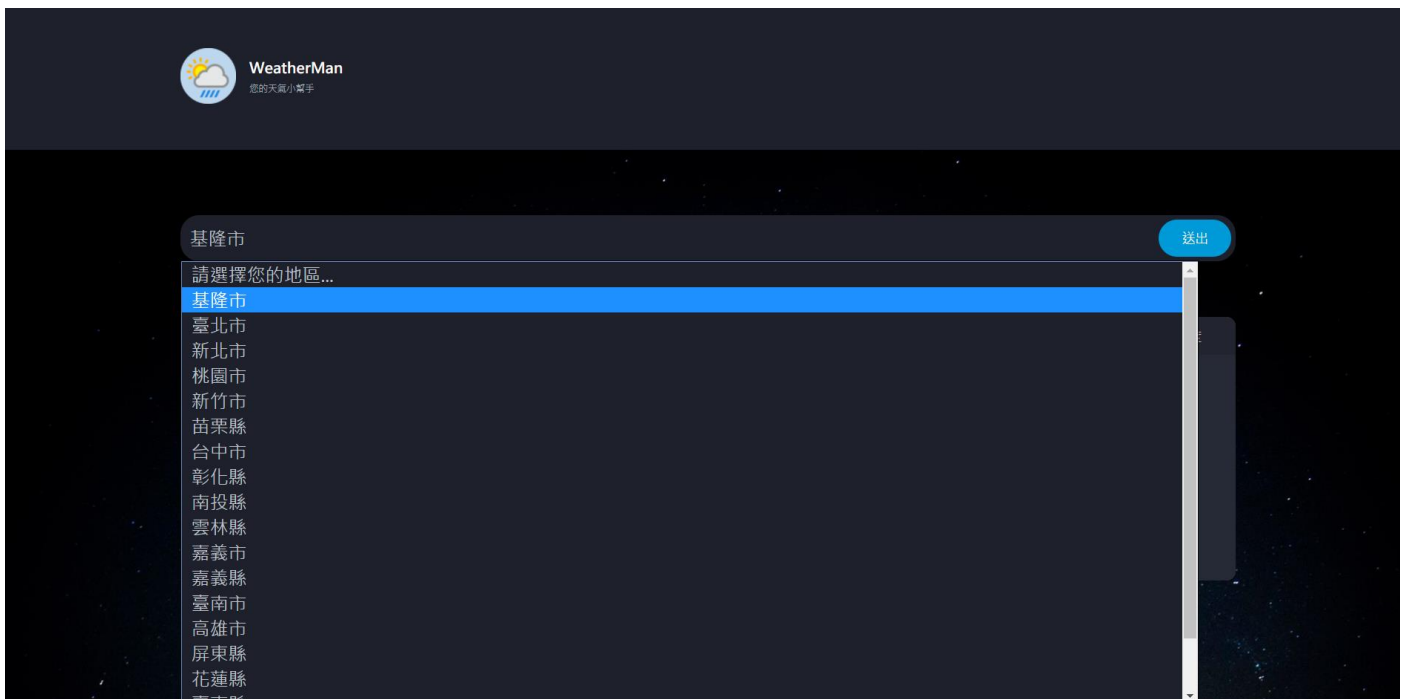 WeatherMan
您的天氣小幫手
基隆市
送出
請選擇您的地區...
基隆市
臺北市
新北市
桃園市
新竹市
苗栗縣
台中市
彰化縣
南投縣
雲林縣
嘉義市
嘉義縣
臺南市
高雄市
屏東縣
花蓮縣